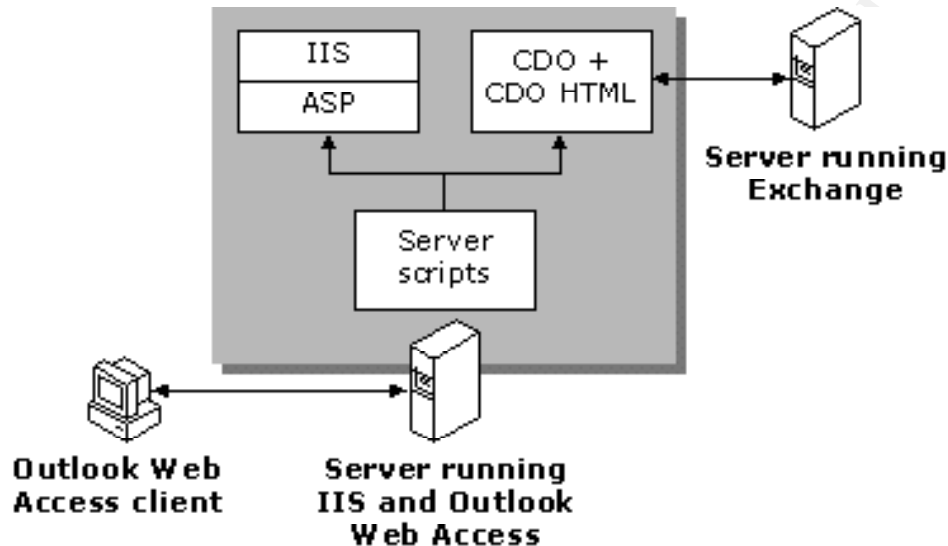 IIS
ASP
CDO +
CDO HTML
Server running
Exchange
Server
scripts
Outlook Web
Access client
Server running
IIS and Outlook
Web Access